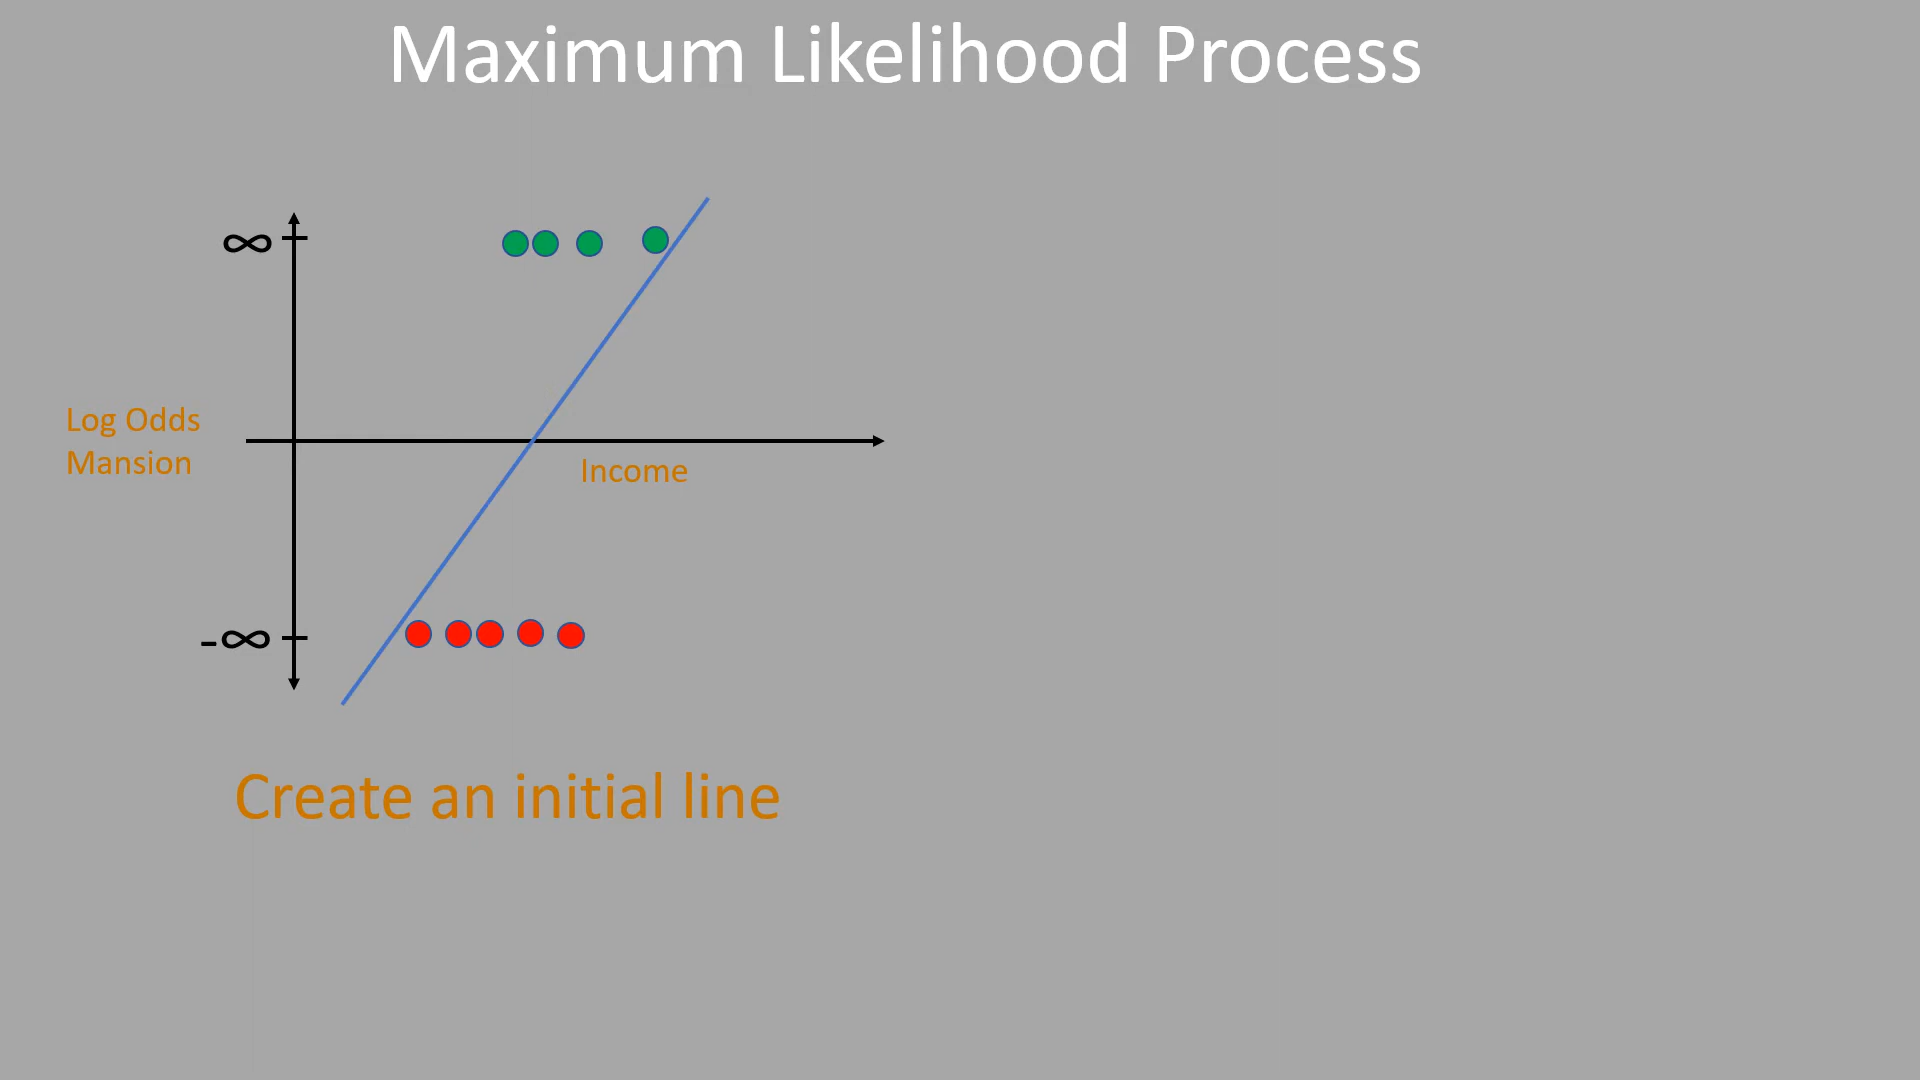 Maximum Likelihood Process
∞
Log Odds
Mansion
Income
-∞
Create an initial line